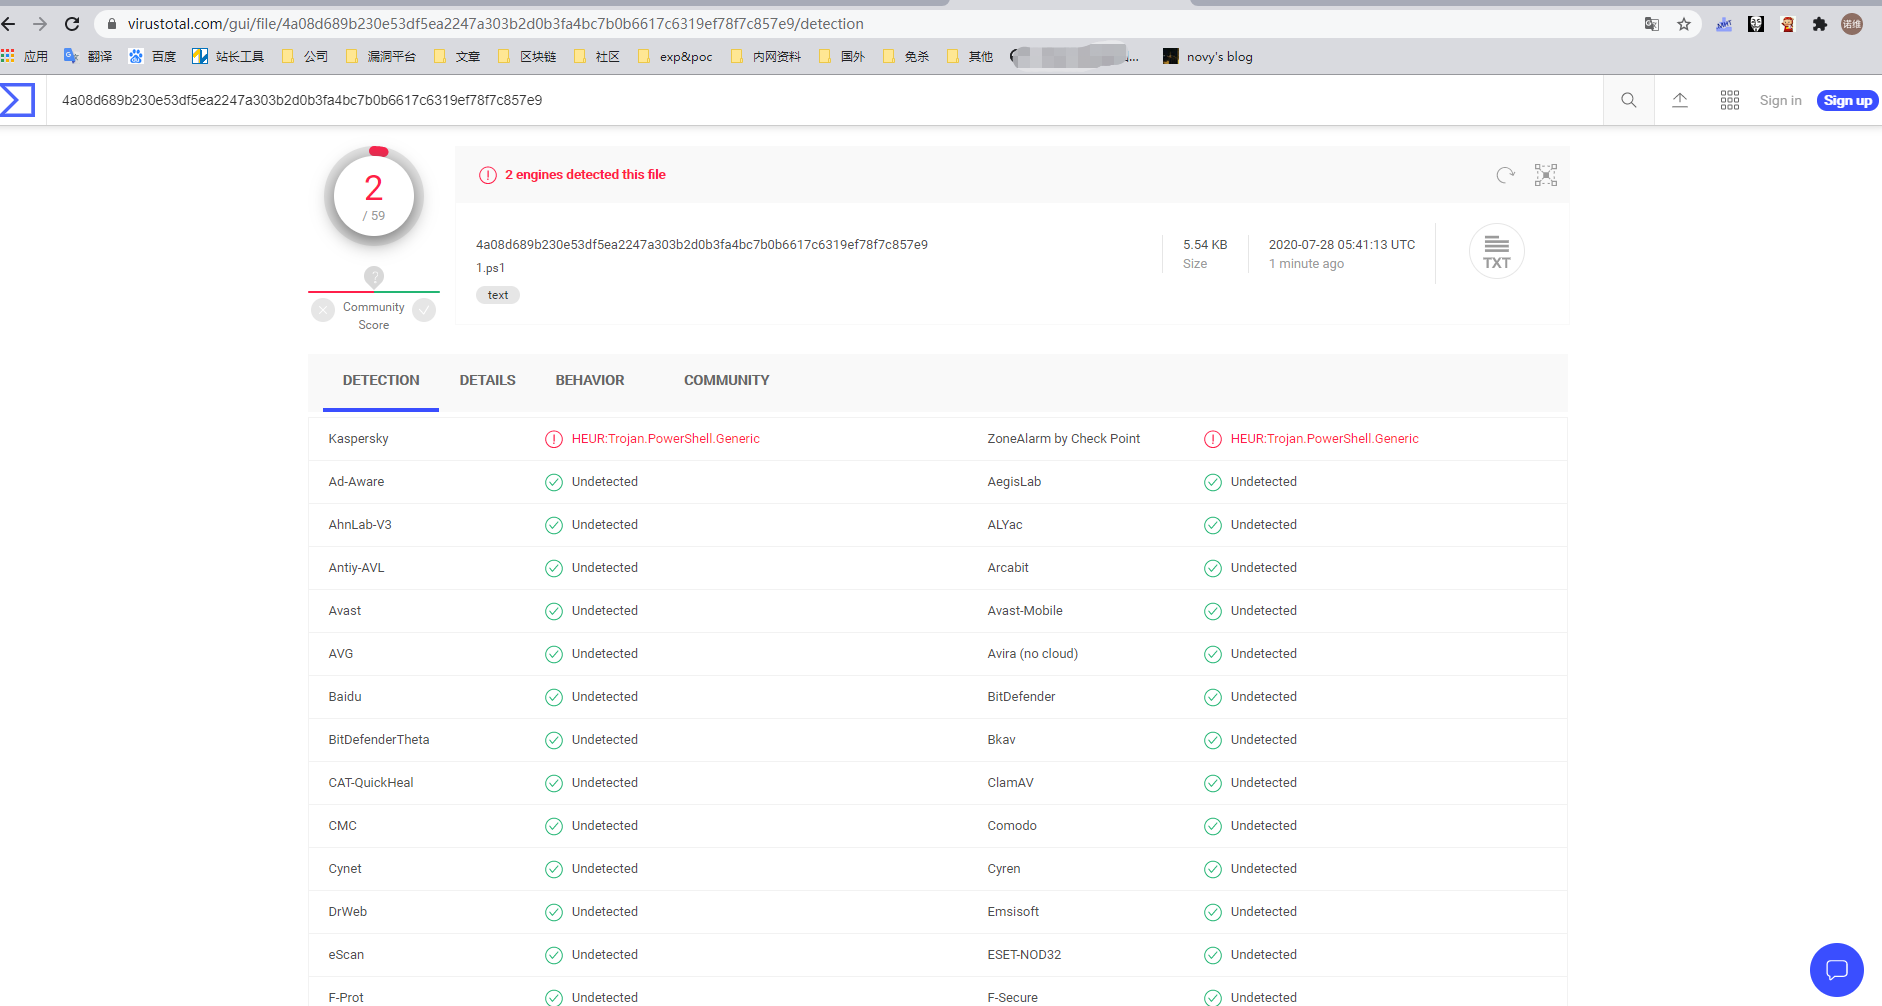 virustotal.com/gui/file/4a08d689b230e53df5ea2247a303b2d0b3fa4bc7b0b6617c6319ef78f7c857e9/detection
诺维
应用 翻译 百度 站长工具 公司 漏洞平台 文章 区块链 社区 exp&poc 内网资料 国外 免杀 其他 novy's blog
4a08d689b230e53df5ea2247a303b2d0b3fa4bc7b0b6617c6319ef78f7c857e9
Sign in Sign up
2
/ 59
Community
Score
2 engines detected this file
4a08d689b230e53df5ea2247a303b2d0b3fa4bc7b0b6617c6319ef78f7c857e9
1.ps1
text
5.54 KB
Size
2020-07-28 05:41:13 UTC
1 minute ago
TXT
DETECTION DETAILS BEHAVIOR COMMUNITY
Kaspersky HEUR:Trojan.PowerShell.Generic ZoneAlarm by Check Point HEUR:Trojan.PowerShell.Generic
Ad-Aware Undetected AegisLab Undetected
AhnLab-V3 Undetected ALYac Undetected
Antiy-AVL Undetected Arcabit Undetected
Avast Undetected Avast-Mobile Undetected
AVG Undetected Avira (no cloud) Undetected
Baidu Undetected BitDefender Undetected
BitDefenderTheta Undetected Bkav Undetected
CAT-QuickHeal Undetected ClamAV Undetected
CMC Undetected Comodo Undetected
Cynet Undetected Cyren Undetected
DrWeb Undetected Emsisoft Undetected
eScan Undetected ESET-NOD32 Undetected
F-Prot Undetected F-Secure Undetected